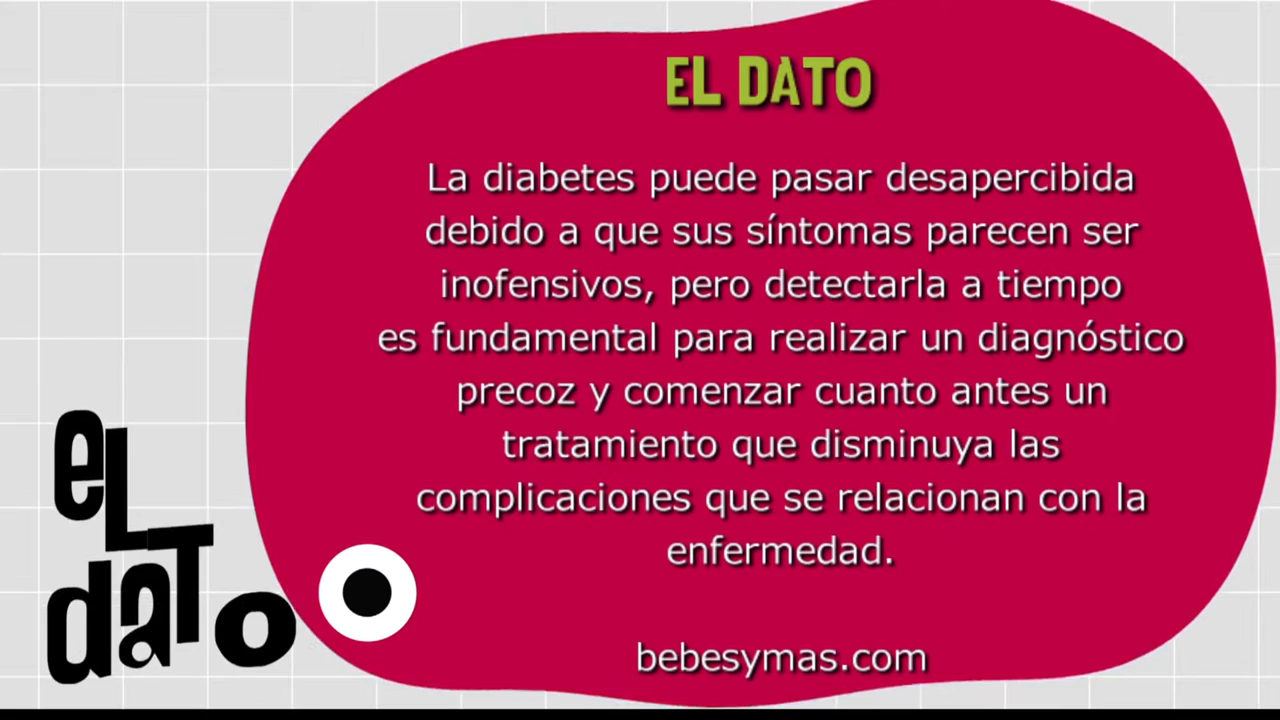 EL DATO
La diabetes puede pasar desapercibida
debido a que sus síntomas parecen ser
inofensivos, pero detectarla a tiempo
es fundamental para realizar un diagnóstico
precoz y comenzar cuanto antes un
tratamiento que disminuya las
complicaciones que se relacionan con la
enfermedad.
bebesymas.com
eL
daTo